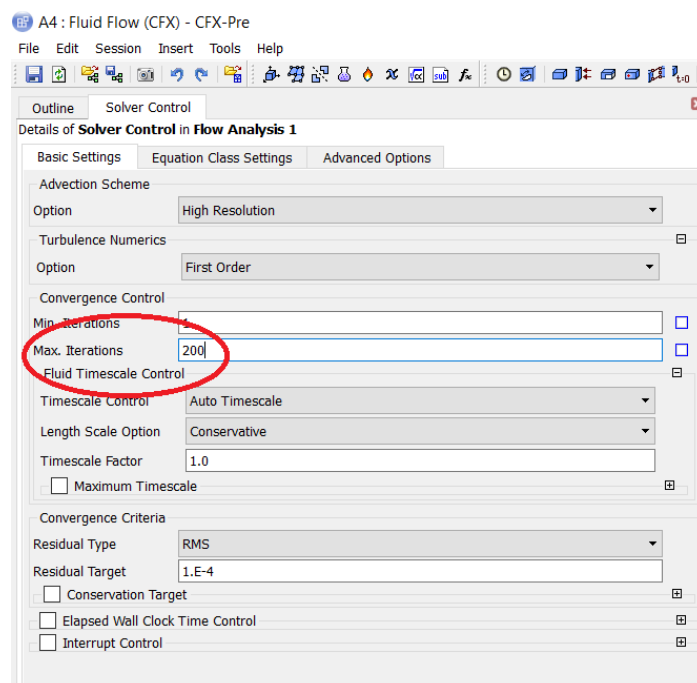 A4 : Fluid Flow (CFX) - CFX-Pre
File Edit Session Insert Tools Help
Outline Solver Control
Details of Solver Control in Flow Analysis 1
Basic Settings Equation Class Settings Advanced Options
Advection Scheme
Option High Resolution
Turbulence Numerics
Option First Order
Convergence Control
Min. Iterations 1
Max. Iterations 200
Fluid Timescale Control
Timescale Control Auto Timescale
Length Scale Option Conservative
Timescale Factor 1.0
Maximum Timescale
Convergence Criteria
Residual Type RMS
Residual Target 1.E-4
Conservation Target
Elapsed Wall Clock Time Control
Interrupt Control